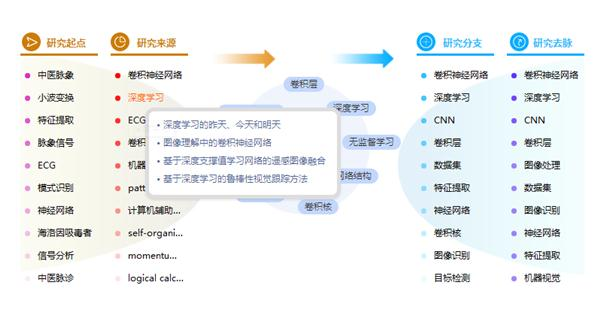 研究起点
中医脉象
小波变换
特征提取
脉象信号
ECG
模式识别
神经网络
海洛因吸毒者
信号分析
中医脉诊
研究来源
卷积神经网络
深度学习
ECG
卷积
机器
patt
计算机辅助...
self-organi...
momentu...
logical calc...
• 深度学习的昨天、今天和明天
• 图像理解中的卷积神经网络
• 基于深度支撑值学习网络的遥感图像融合
• 基于深度学习的鲁棒性视觉跟踪方法
卷积层
深度学习
无监督学习
网络结构
卷积核
研究分支
卷积神经网络
深度学习
CNN
卷积层
数据集
特征提取
神经网络
卷积核
图像识别
目标检测
研究去脉
卷积神经网络
深度学习
CNN
卷积层
图像处理
数据集
图像识别
神经网络
特征提取
机器视觉